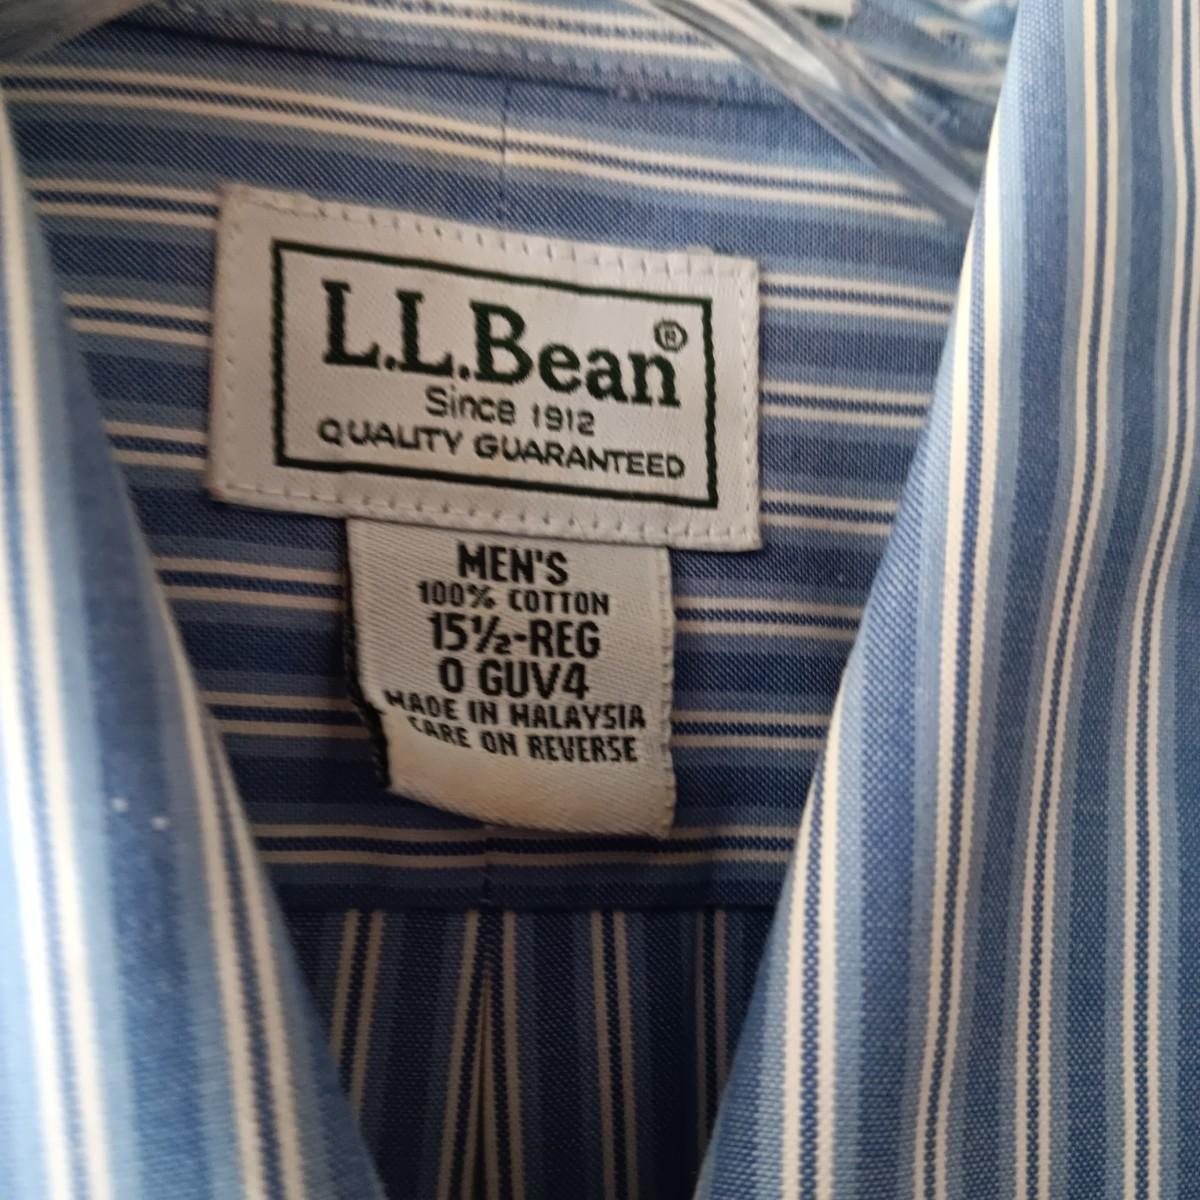 L.L.Bean®
Since 1912
QUALITY GUARANTEED
MEN'S
100% COTTON
15½-REG
0 GUV4
MADE IN MALAYSIA
CARE ON REVERSE